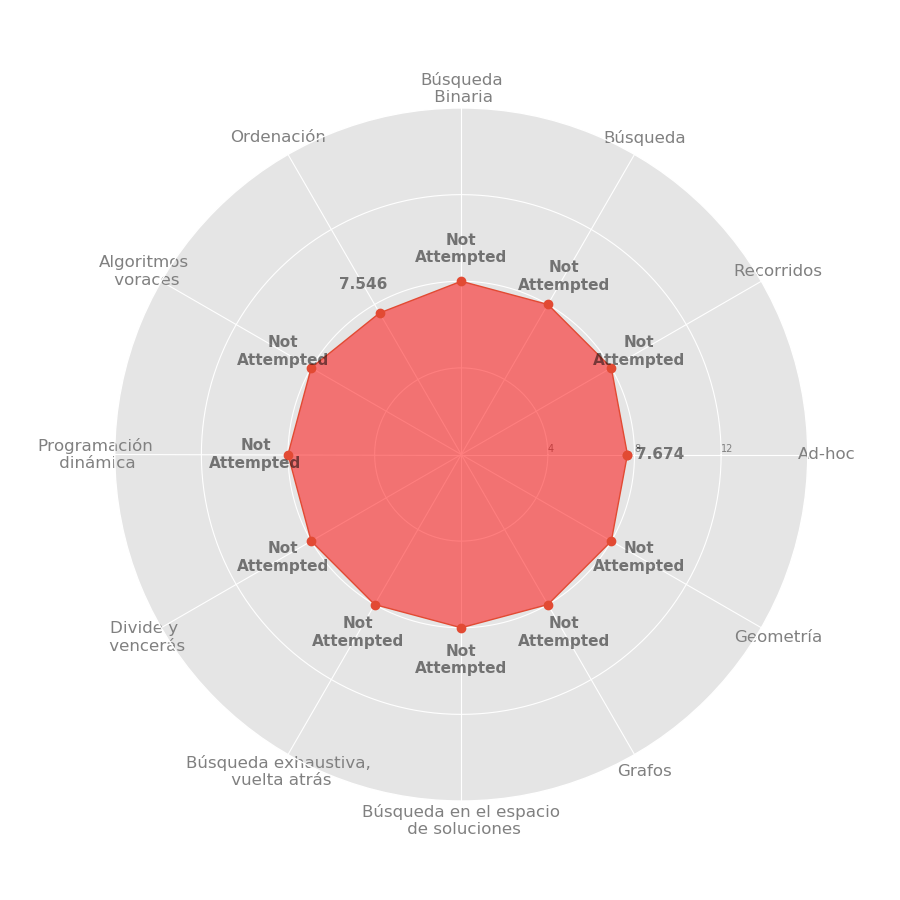 Búsqueda
Binaria
Ordenación
Búsqueda
Algoritmos
voraces
Recorridos
Not
Attempted
Not
Attempted
7.546
Not
Attempted
Not
Attempted
Programación
dinámica
Not
Attempted
4
8
12
7.674
Ad-hoc
Not
Attempted
Not
Attempted
Divide y
vencerás
Geometría
Not
Attempted
Not
Attempted
Not
Attempted
Búsqueda exhaustiva,
vuelta atrás
Grafos
Búsqueda en el espacio
de soluciones